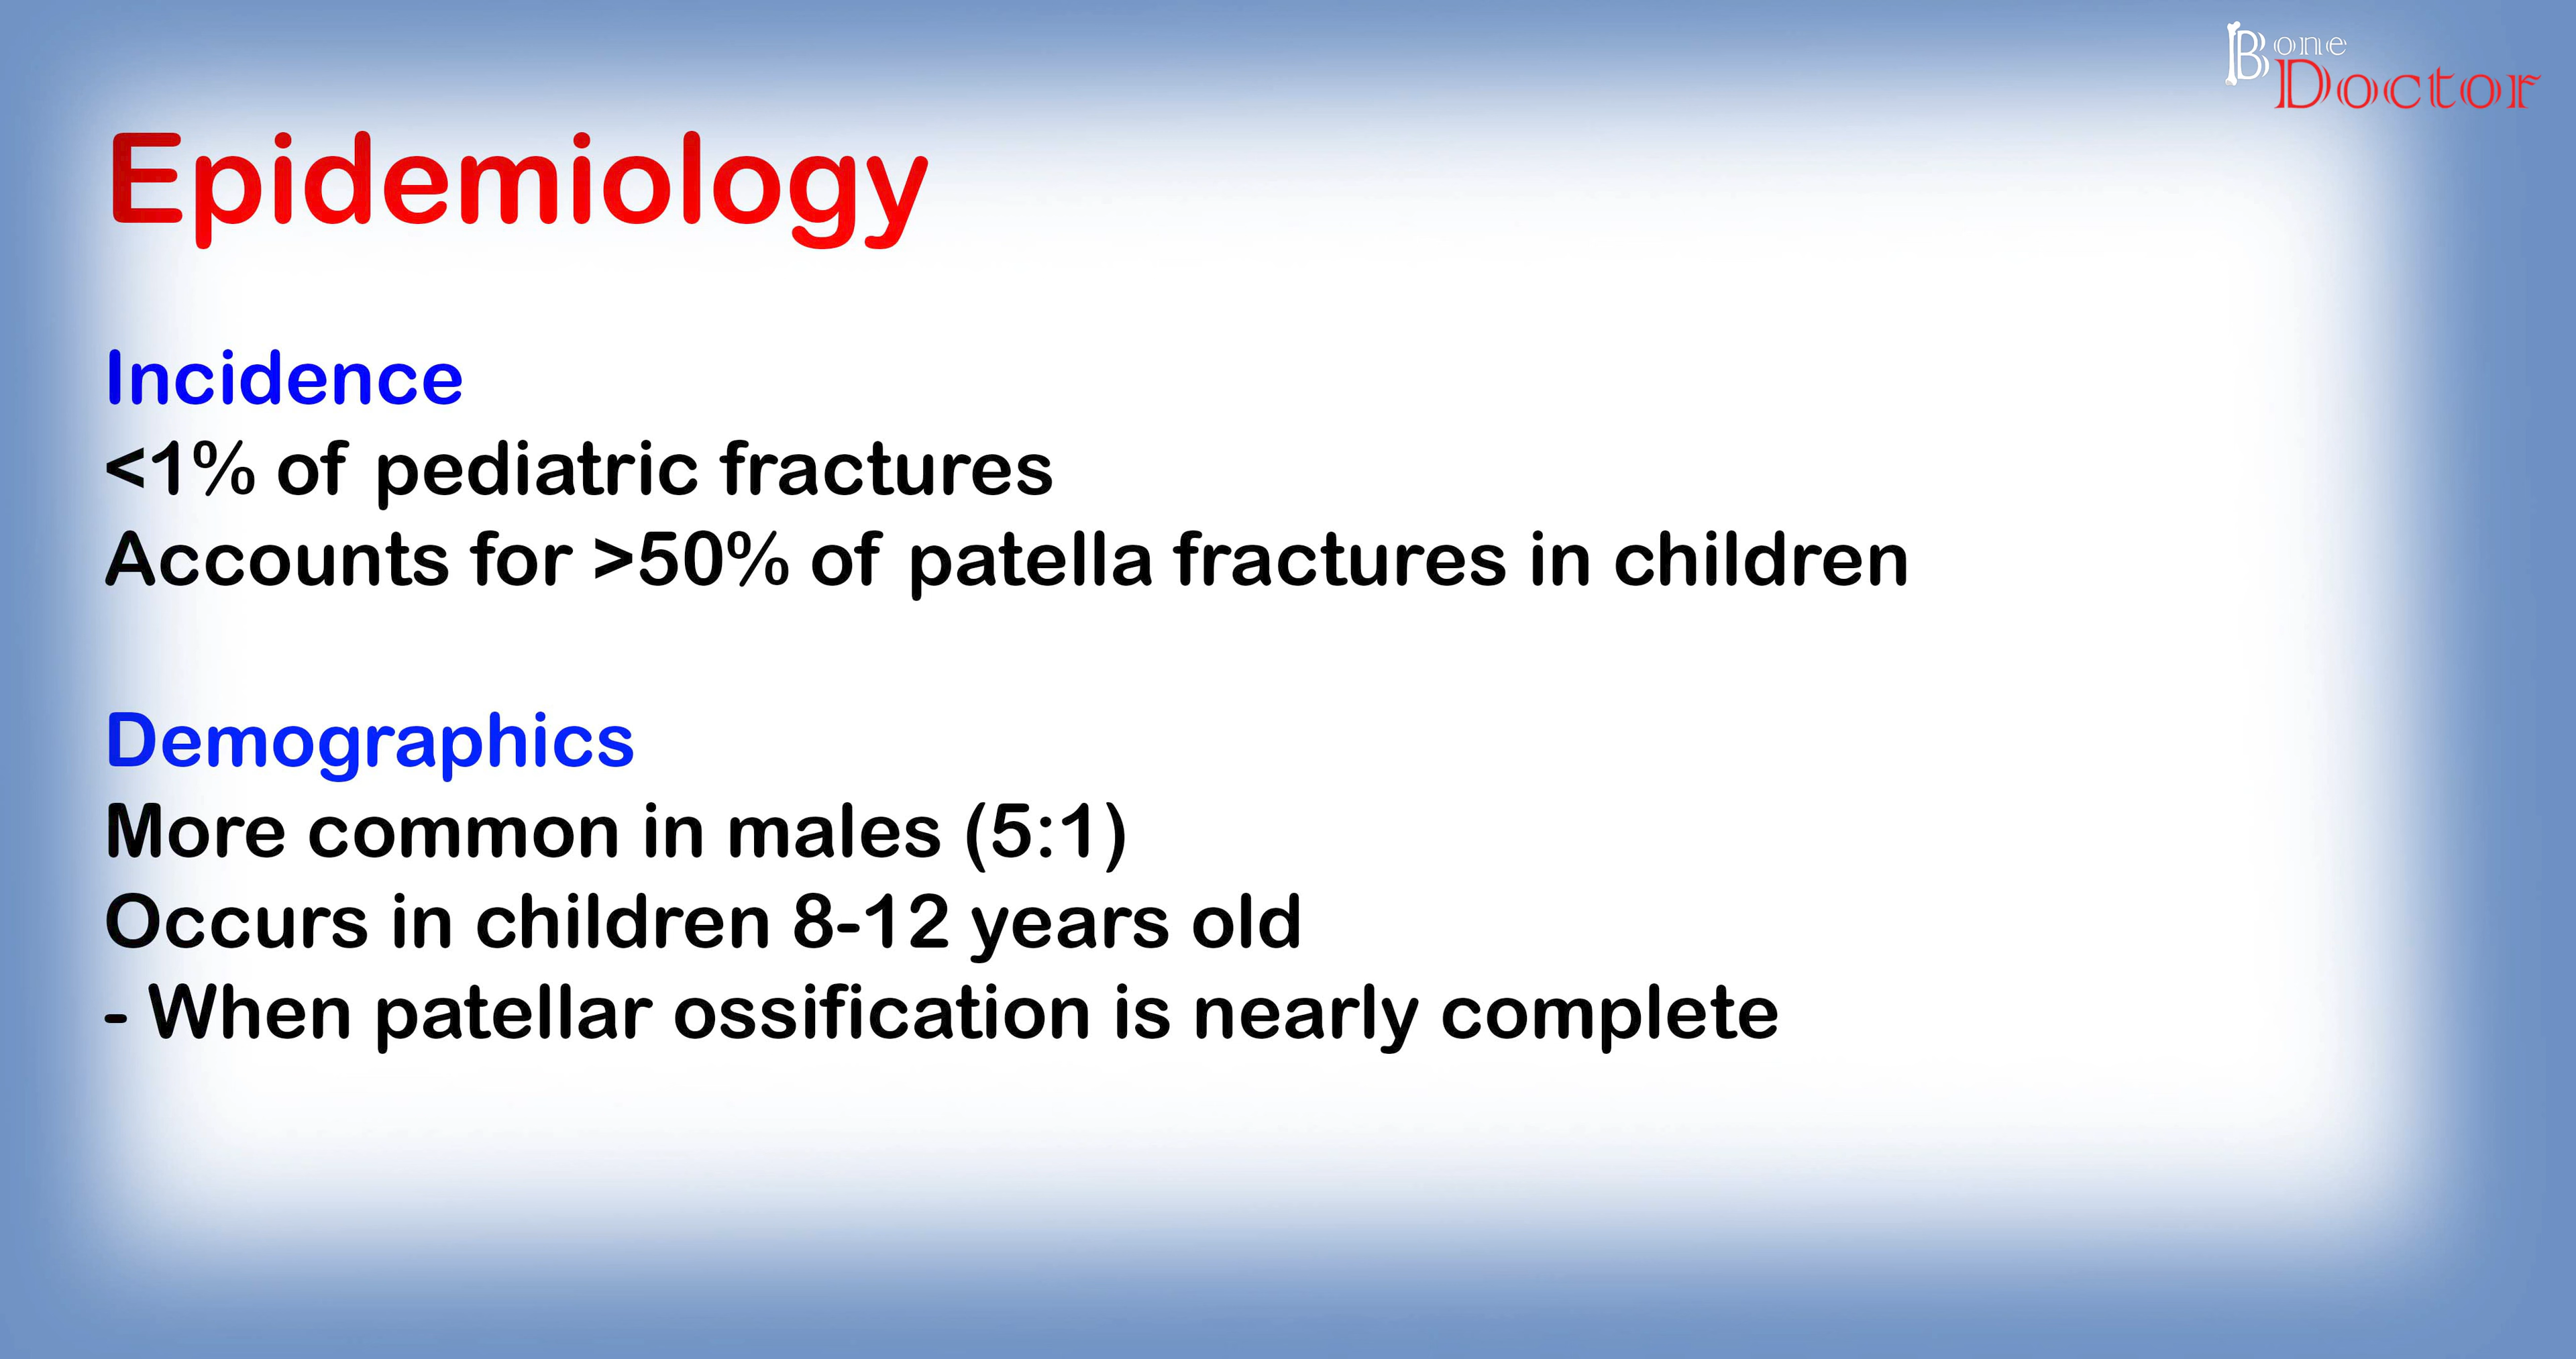 Bone
Doctor
Epidemiology
Incidence
<1% of pediatric fractures
Accounts for >50% of patella fractures in children
Demographics
More common in males (5:1)
Occurs in children 8-12 years old
- When patellar ossification is nearly complete